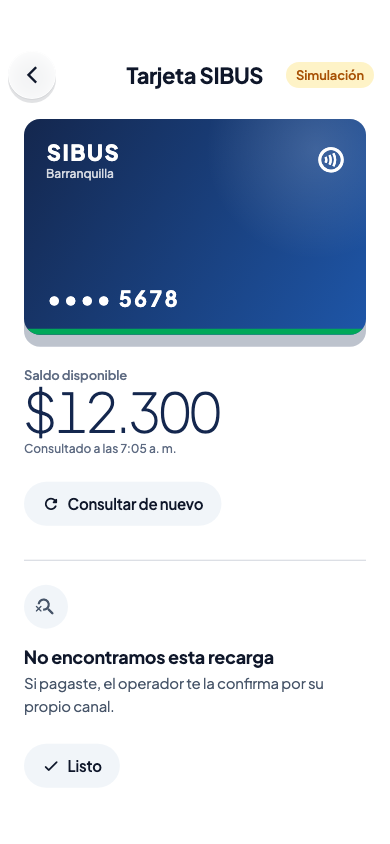 Tarjeta SIBUS
Simulación
SIBUS
Barranquilla
●●●● 5678
Saldo disponible
$12.300
Consultado a las 7:05 a. m.
Consultar de nuevo
No encontramos esta recarga
Si pagaste, el operador te la confirma por su
propio canal.
Listo